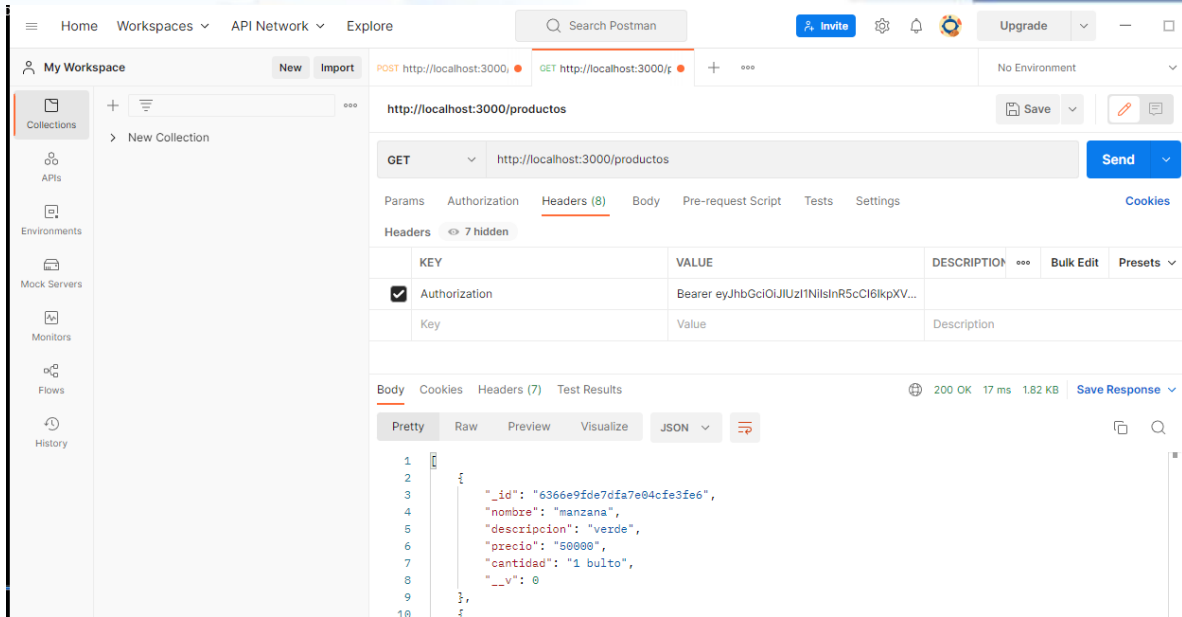 Home Workspaces API Network Explore Search Postman Invite Upgrade
My Workspace New Import POST http://localhost:3000/ GET http://localhost:3000/p No Environment
Collections
http://localhost:3000/productos Save
New Collection
APIs
GET http://localhost:3000/productos Send
Environments
Params Authorization Headers (8) Body Pre-request Script Tests Settings Cookies
Headers 7 hidden
Mock Servers
KEY VALUE DESCRIPTION Bulk Edit Presets
Authorization Bearer eyJhbGciOiJIUzI1NiIsInR5cCI6IkpXV...
Monitors
Key Value Description
Flows
Body Cookies Headers (7) Test Results 200 OK 17 ms 1.82 KB Save Response
History
Pretty Raw Preview Visualize JSON
1 [
2 {
3 "_id": "6366e9fde7dfa7e04cfe3fe6",
4 "nombre": "manzana",
5 "descripcion": "verde",
6 "precio": "50000",
7 "cantidad": "1 bulto",
8 "__v": 0
9 },
10 {